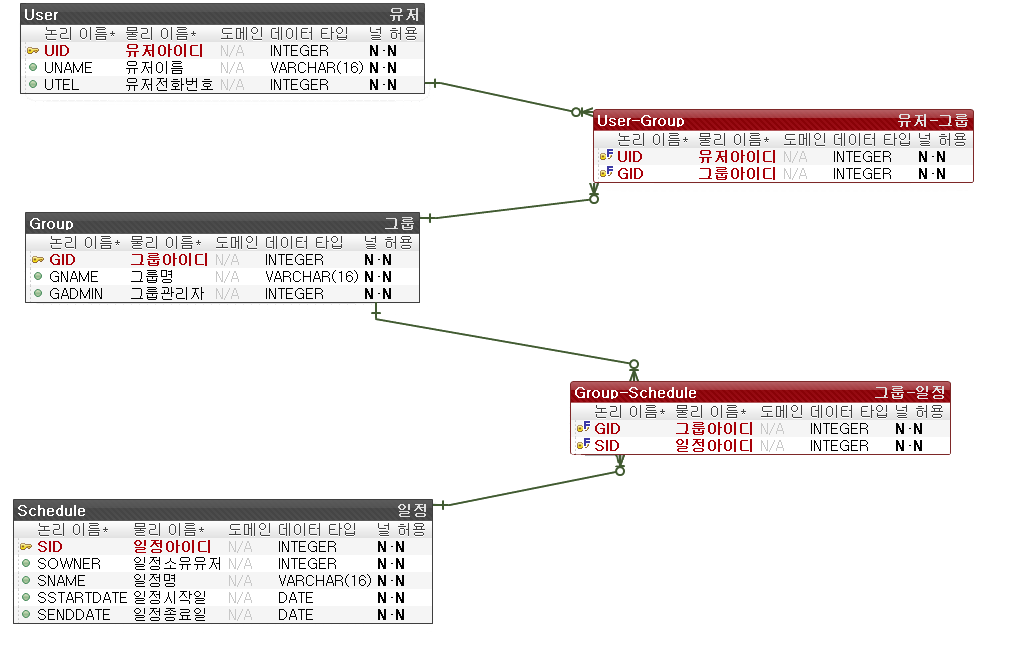 User 유저
논리 이름* 물리 이름* 도메인 데이터 타입 널 허용
UID 유저아이디 N/A INTEGER N·N
UNAME 유저이름 N/A VARCHAR(16) N·N
UTEL 유저전화번호 N/A INTEGER N·N
User-Group 유저-그룹
논리 이름* 물리 이름* 도메인 데이터 타입 널 허용
UID 유저아이디 N/A INTEGER N·N
GID 그룹아이디 N/A INTEGER N·N
Group 그룹
논리 이름* 물리 이름* 도메인 데이터 타입 널 허용
GID 그룹아이디 N/A INTEGER N·N
GNAME 그룹명 N/A VARCHAR(16) N·N
GADMIN 그룹관리자 N/A INTEGER N·N
Group-Schedule 그룹-일정
논리 이름* 물리 이름* 도메인 데이터 타입 널 허용
GID 그룹아이디 N/A INTEGER N·N
SID 일정아이디 N/A INTEGER N·N
Schedule 일정
논리 이름* 물리 이름* 도메인 데이터 타입 널 허용
SID 일정아이디 N/A INTEGER N·N
SOWNER 일정소유유저 N/A INTEGER N·N
SNAME 일정명 N/A VARCHAR(16) N·N
SSTARTDATE 일정시작일 N/A DATE N·N
SENDDATE 일정종료일 N/A DATE N·N